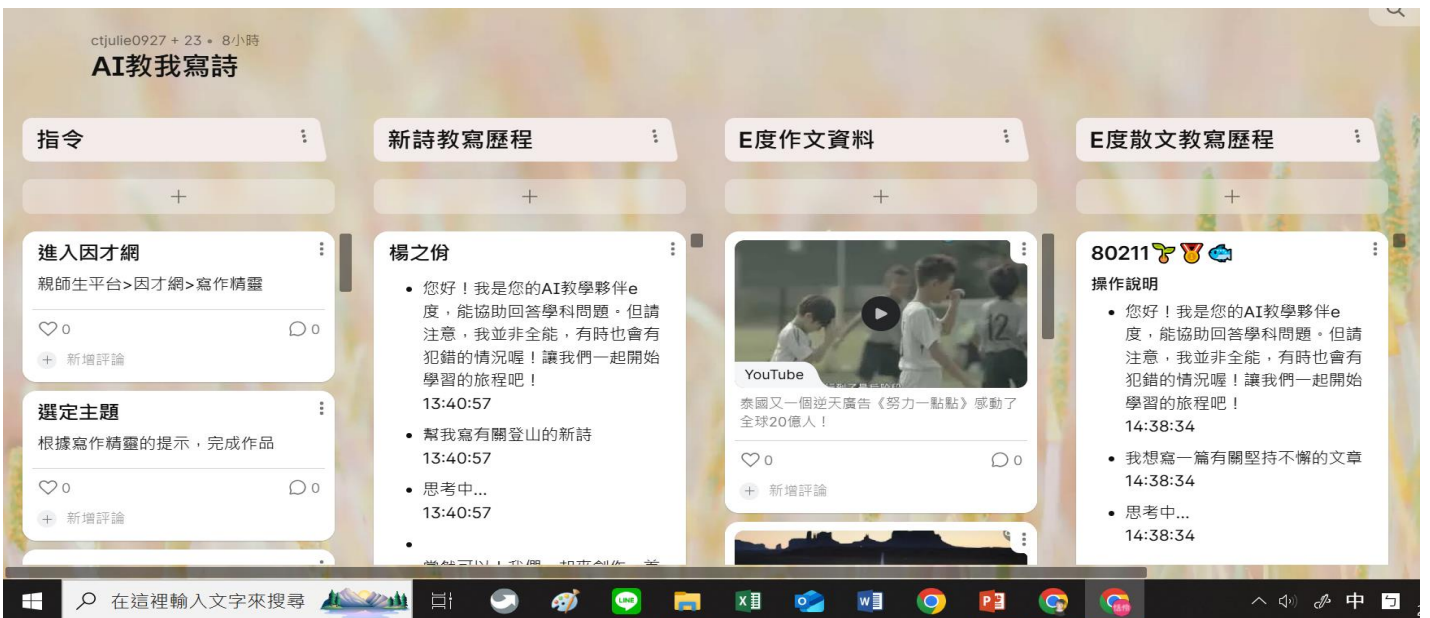 ctjulie0927 + 23 • 8小時
AI教我寫詩
指令
進入因才網
親師生平台>因才網>寫作精靈
0
0
新增評論
選定主題
根據寫作精靈的提示，完成作品
0
0
新增評論
新詩教寫歷程
楊之佾
您好！我是您的AI教學夥伴e
度，能協助回答學科問題。但請
注意，我並非全能，有時也會有
犯錯的情況喔！讓我們一起開始
學習的旅程吧！
13:40:57
幫我寫有關登山的新詩
13:40:57
思考中...
13:40:57
E度作文資料
12
YouTube
泰國又一個逆天廣告《努力一點點》感動了
全球20億人！
0
0
新增評論
E度散文教寫歷程
80211
操作說明
您好！我是您的AI教學夥伴e
度，能協助回答學科問題。但請
注意，我並非全能，有時也會有
犯錯的情況喔！讓我們一起開始
學習的旅程吧！
14:38:34
我想寫一篇有關堅持不懈的文章
14:38:34
思考中...
14:38:34
在這裡輸入文字來搜尋
LINE
中